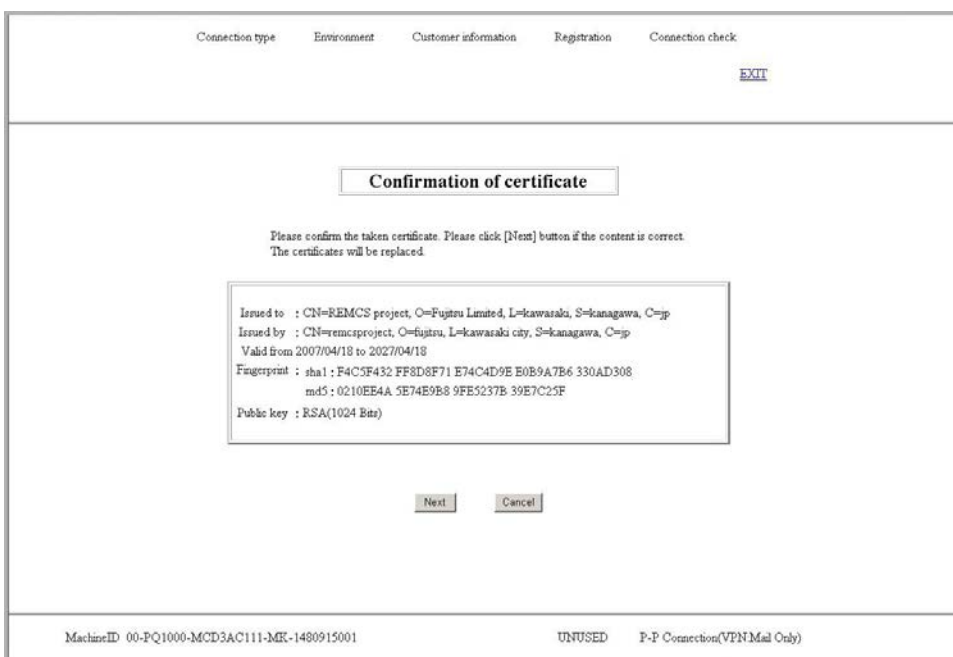 Connection type Environment Customer information Registration Connection check
EXIT
Confirmation of certificate
Please confirm the taken certificate. Please click [Next] button if the content is correct.
The certificates will be replaced.
Issued to : CN=REMCS project, O=Fujitsu Limited, L=kawasaki, S=kanagawa, C=jp
Issued by : CN=remcsproject, O=fujitsu, L=kawasaki city, S=kanagawa, C=jp
Valid from 2007/04/18 to 2027/04/18
Fingerprint : sha1 : F4C5F432 FF8D8F71 E74C4D9E E0B9A7B6 330AD308
md5 : 0210EE4A 5E74E9B8 9FE5237B 39E7C25F
Public key : RSA(1024 Bits)
Next Cancel
MachineID 00-PQ1000-MCD3AC111-MK-1480915001 UNUSED P-P Connection(VPN:Mail Only)